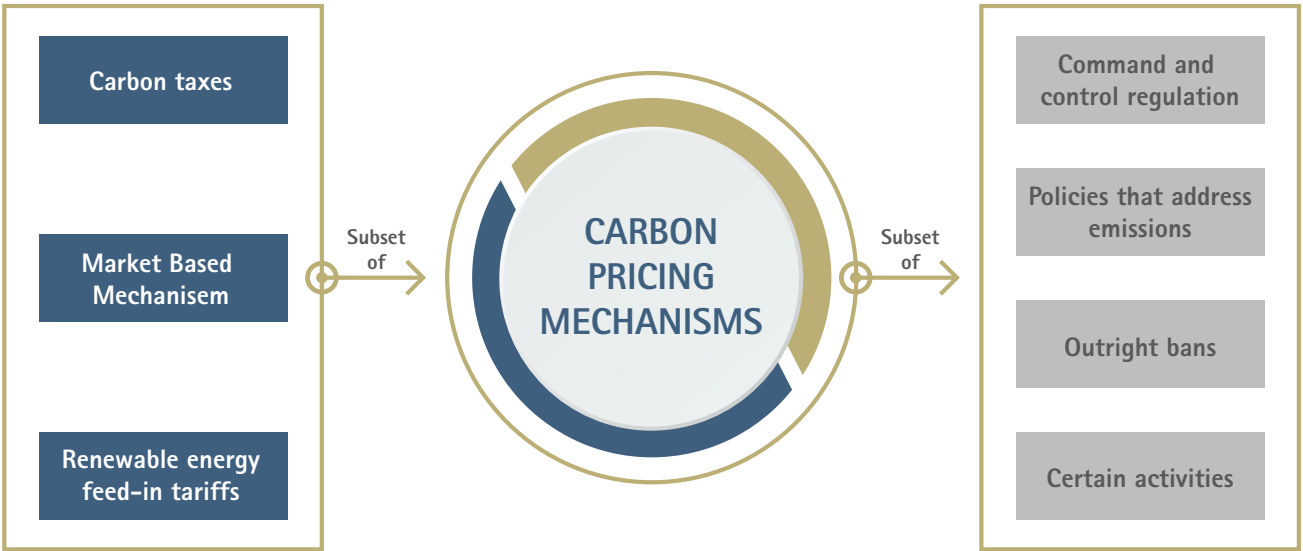 Carbon taxes
Market Based
Mechanisem
Renewable energy
feed-in tariffs
Subset
of
CARBON
PRICING
MECHANISMS
Subset
of
Command and
control regulation
Policies that address
emissions
Outright bans
Certain activities